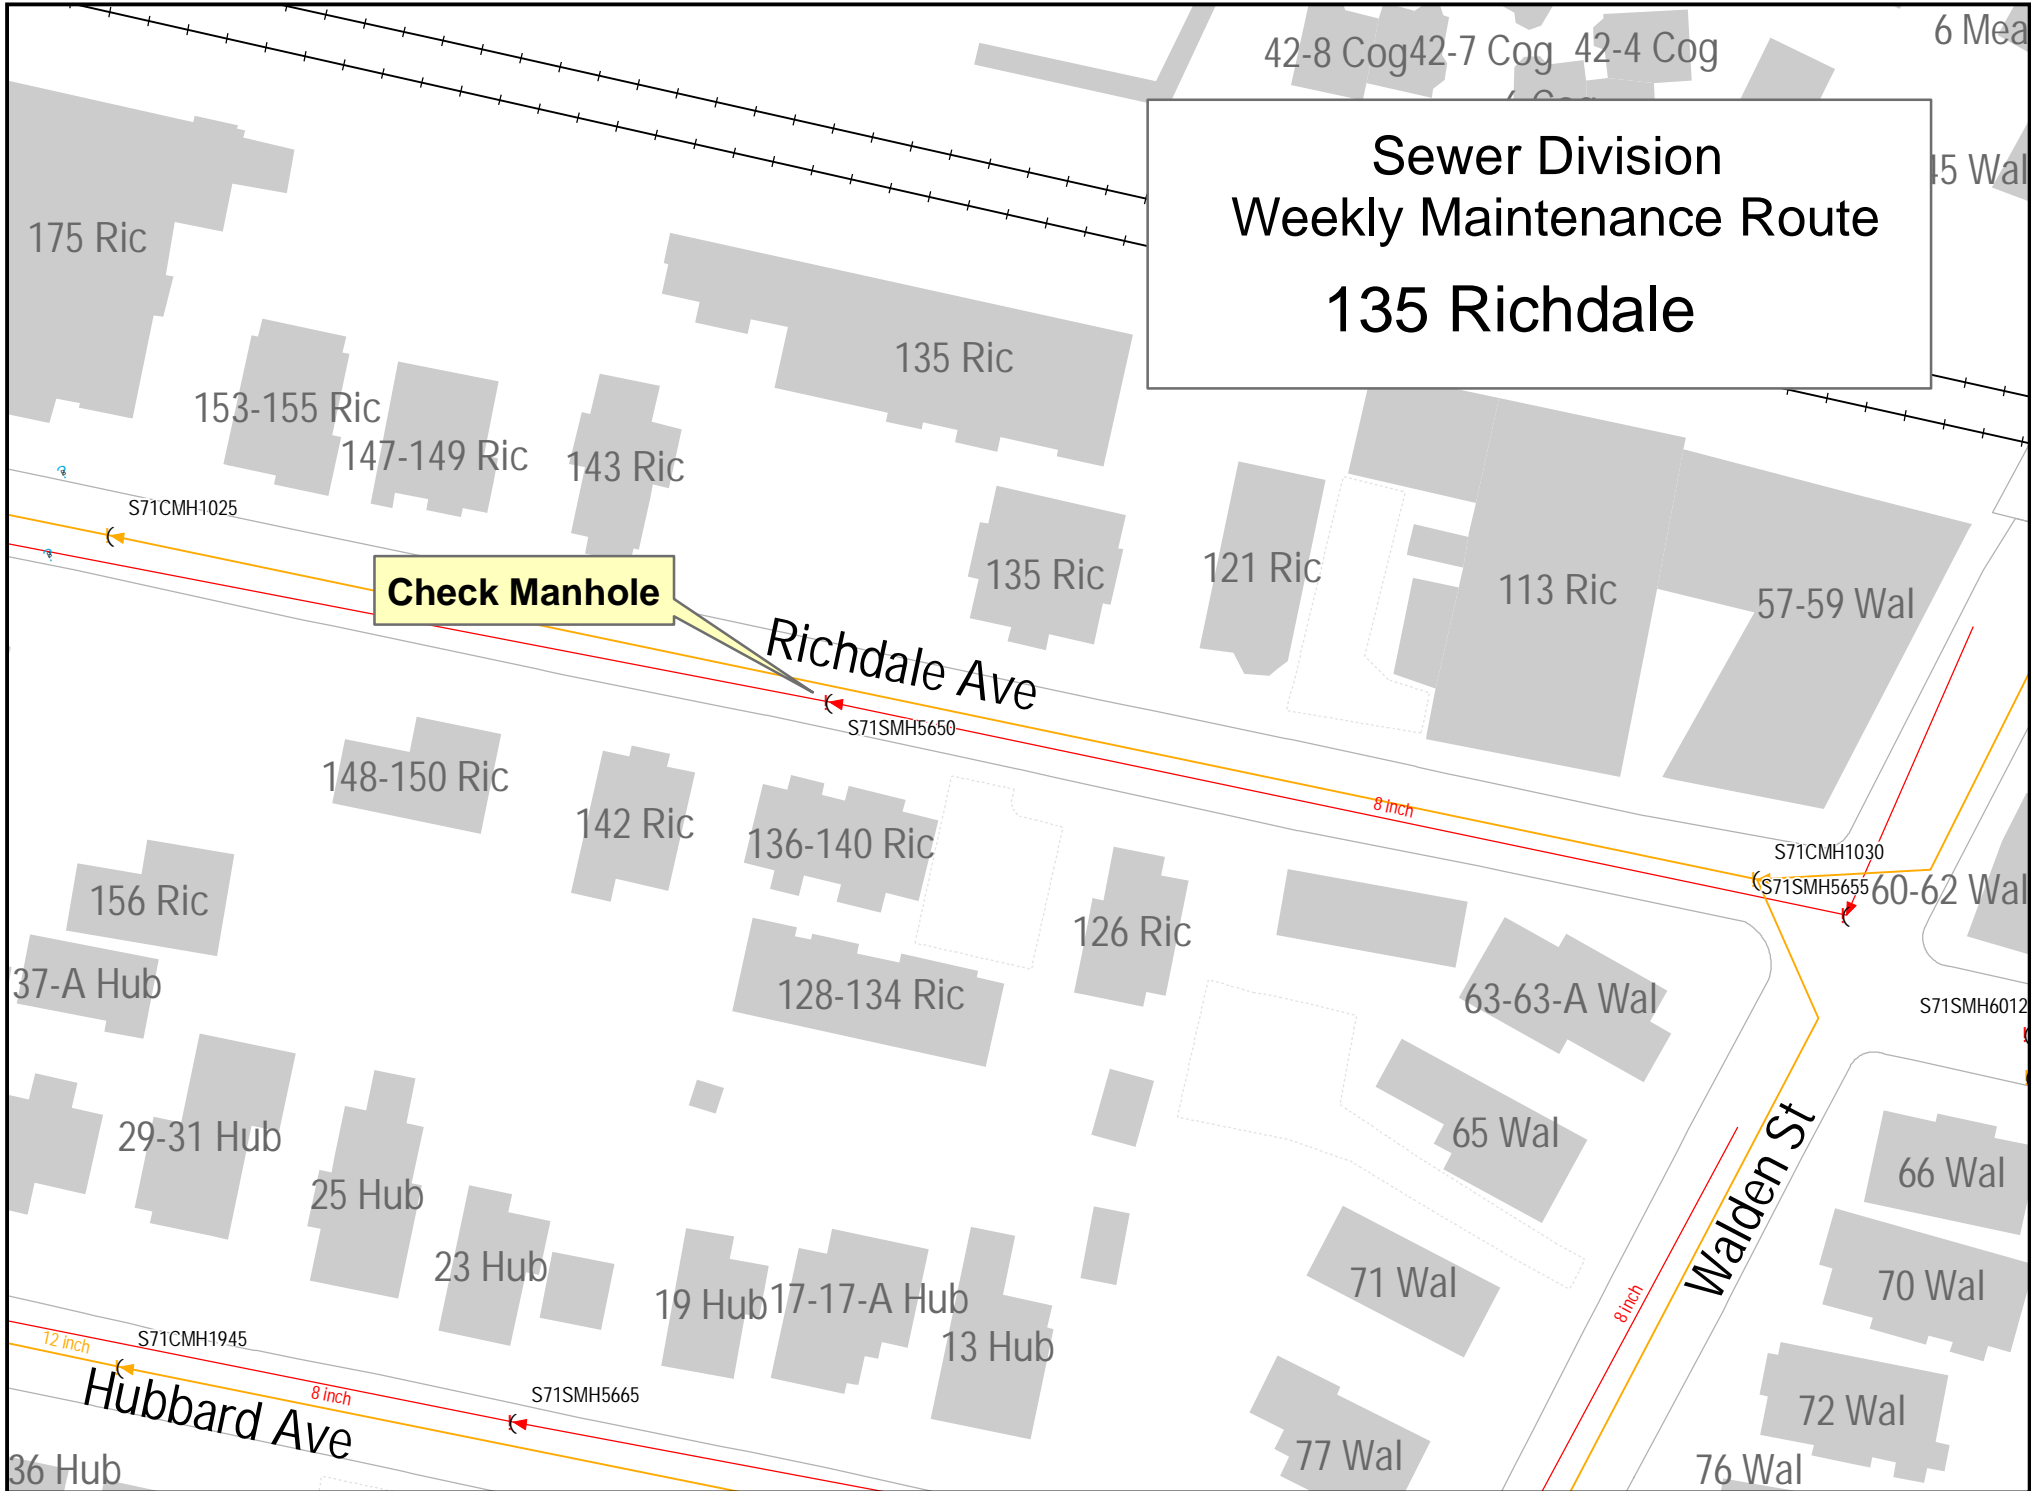 42-8 Cog
42-7 Cog
42-4 Cog
6 Mea
Sewer Division
Weekly Maintenance Route
135 Richdale
45 Wal
175 Ric
135 Ric
153-155 Ric
147-149 Ric
143 Ric
S71CMH1025
Check Manhole
135 Ric
121 Ric
113 Ric
57-59 Wal
Richdale Ave
S71SMH5650
148-150 Ric
142 Ric
136-140 Ric
8 inch
S71CMH1030
S71SMH5655
60-62 Wal
156 Ric
126 Ric
37-A Hub
128-134 Ric
63-63-A Wal
S71SMH6012
29-31 Hub
65 Wal
66 Wal
25 Hub
Walden St
23 Hub
19 Hub
17-17-A Hub
71 Wal
70 Wal
8 inch
13 Hub
12 inch
S71CMH1945
8 inch
S71SMH5665
Hubbard Ave
72 Wal
36 Hub
77 Wal
76 Wal